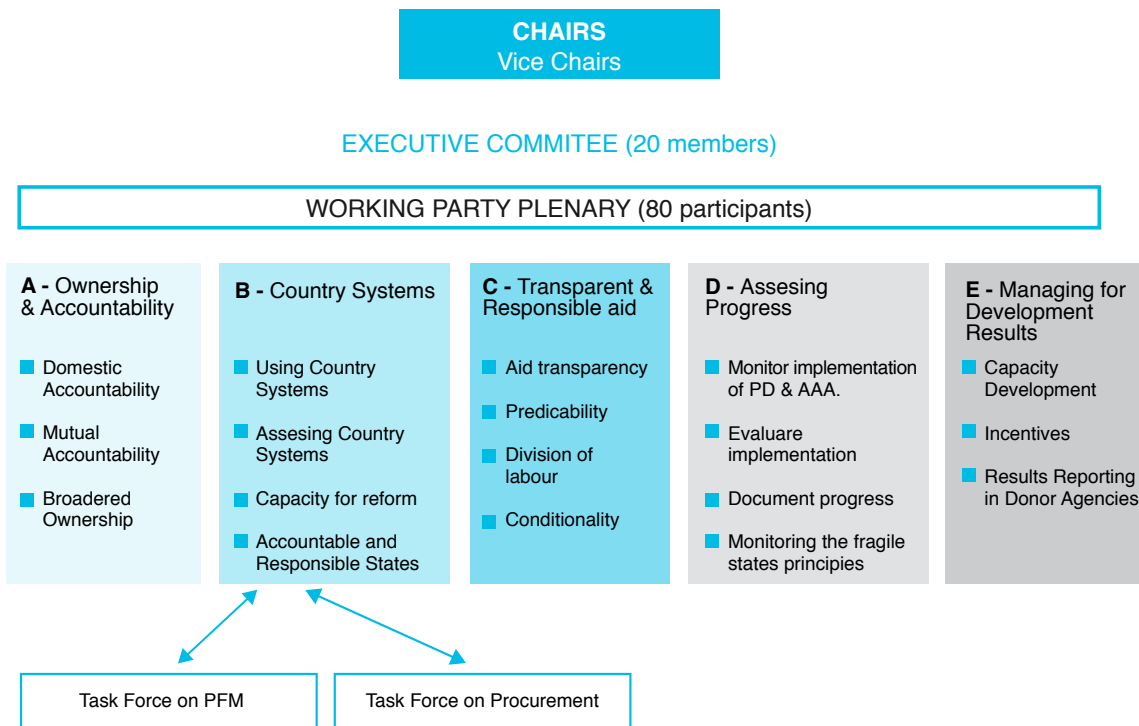 CHAIRS
Vice Chairs
EXECUTIVE COMMITEE (20 members)
WORKING PARTY PLENARY (80 participants)
A - Ownership
& Accountability
Domestic
Accountability
Mutual
Accountability
Broadered
Ownership
B - Country Systems
Using Country
Systems
Assesing Country
Systems
Capacity for reform
Accountable and
Responsible States
C - Transparent &
Responsible aid
Aid transparency
Predicability
Division of
labour
Conditionality
D - Assesing
Progress
Monitor implementation
of PD & AAA.
Evaluare
implementation
Document progress
Monitoring the fragile
states principies
E - Managing for
Development
Results
Capacity
Development
Incentives
Results Reporting
in Donor Agencies
Task Force on PFM
Task Force on Procurement